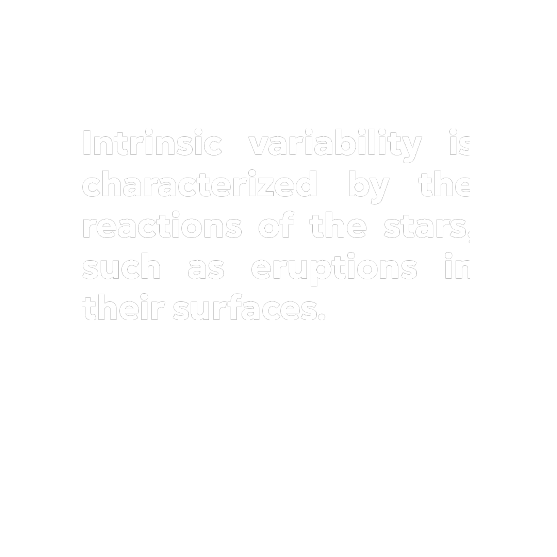 Intrinsic variability is
characterized by the
reactions of the stars,
such as eruptions in
their surfaces.